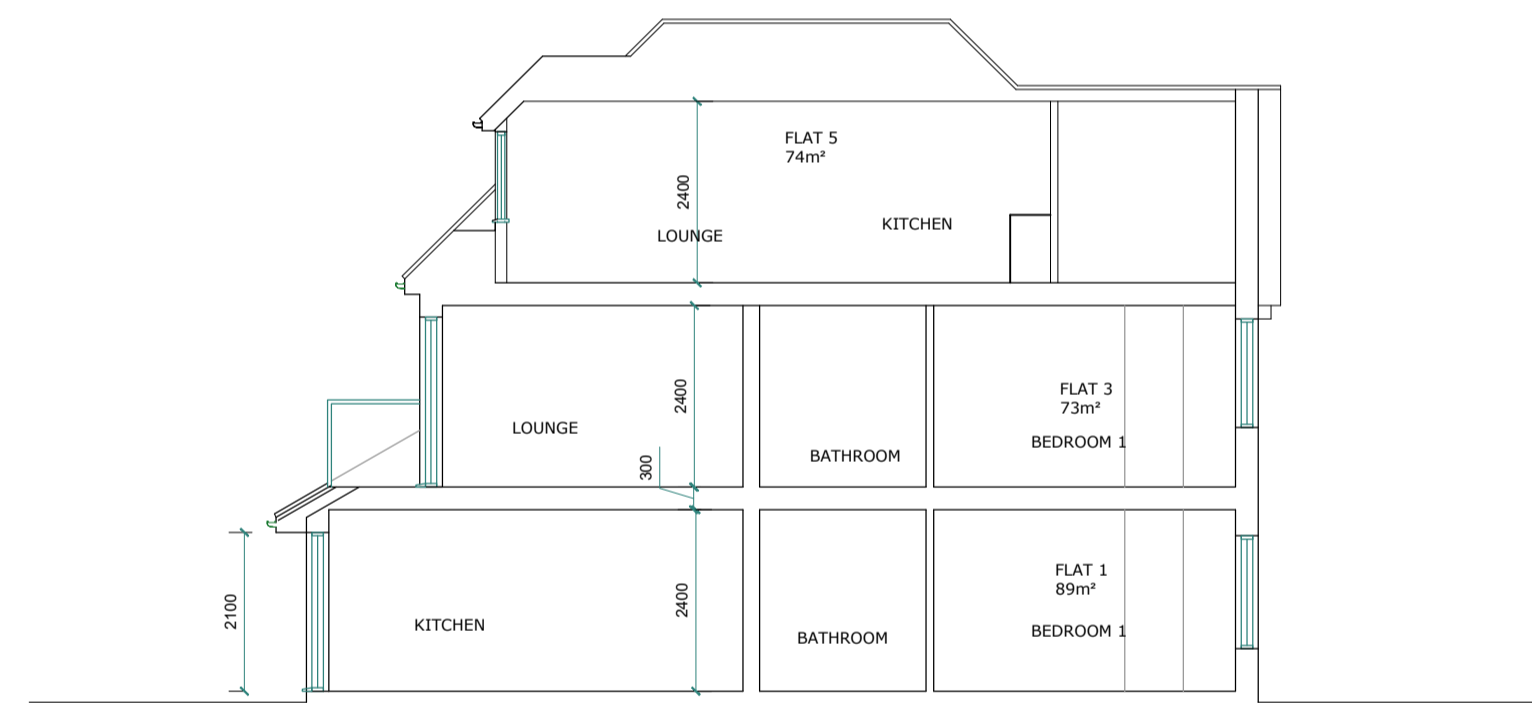 FLAT 5
74m²
2400
KITCHEN
LOUNGE
FLAT 3
73m²
2400
LOUNGE
BEDROOM 1
BATHROOM
300
FLAT 1
89m²
2400
2100
KITCHEN
BEDROOM 1
BATHROOM